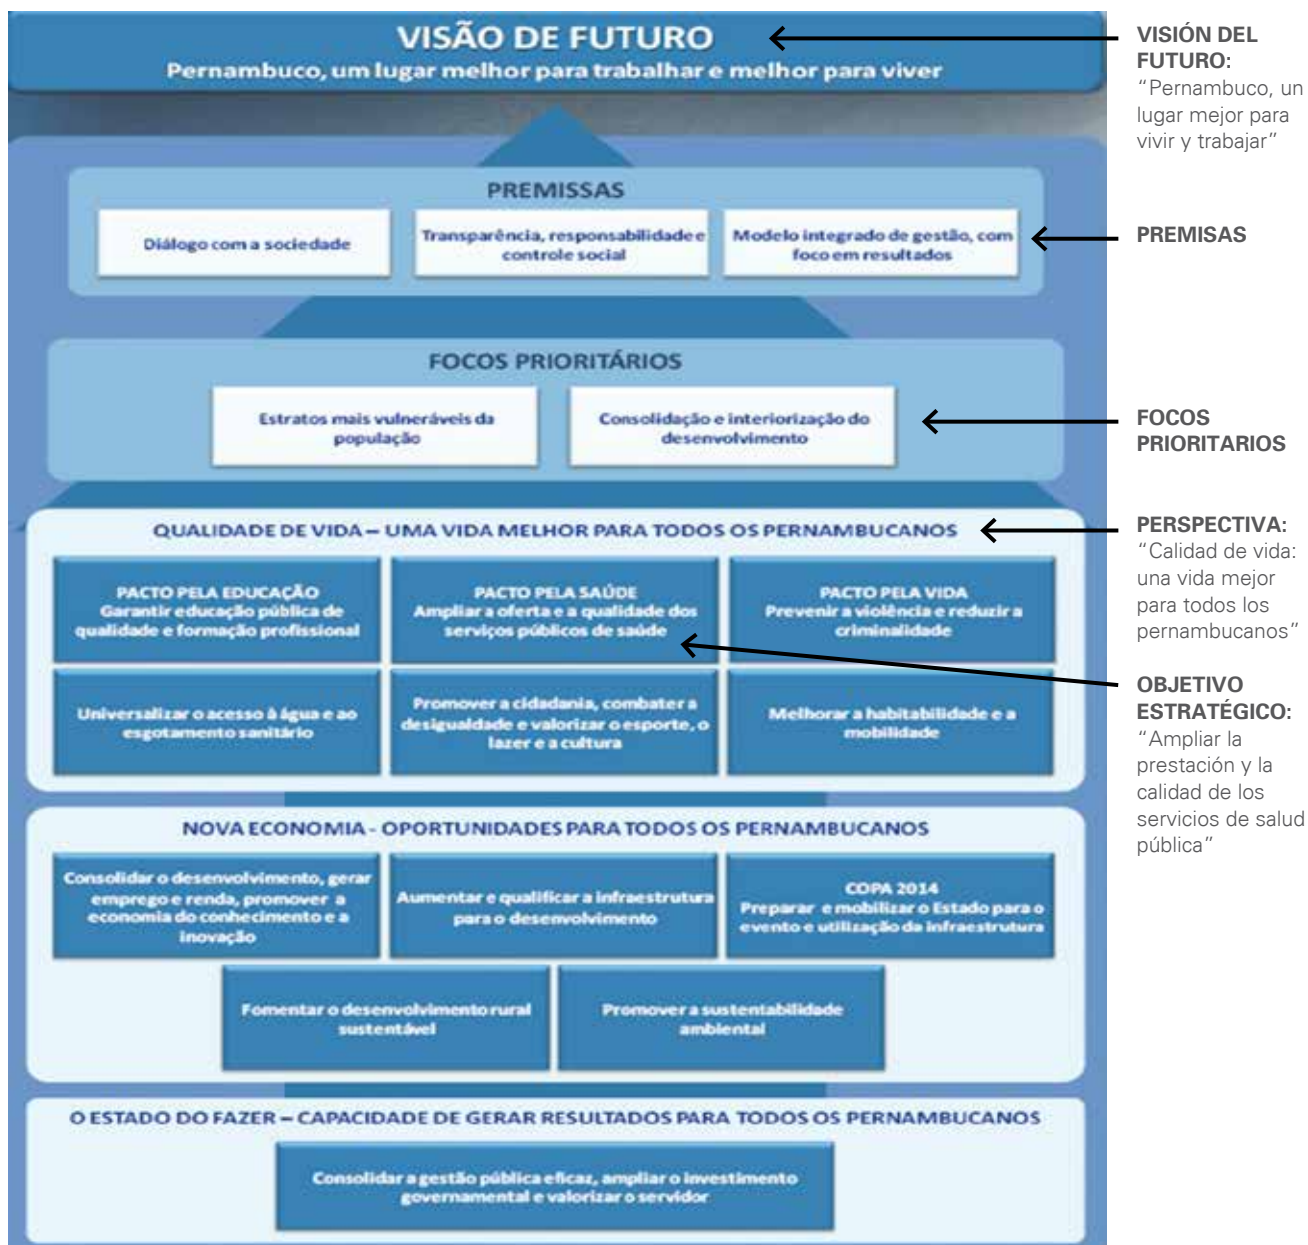 VISÃO DE FUTURO
Pernambuco, um lugar melhor para trabalhar e melhor para viver
PREMISSAS
Diálogo com a sociedade
Transparência, responsabilidade e
controle social
Modelo integrado de gestão, com
foco em resultados
FOCOS PRIORITÁRIOS
Estratos mais vulneráveis da
população
Consolidação e interiorização do
desenvolvimento
QUALIDADE DE VIDA – UMA VIDA MELHOR PARA TODOS OS PERNAMBUCANOS
PACTO PELA EDUCAÇÃO
Garantir educação pública de
qualidade e formação profissional
PACTO PELA SAÚDE
Ampliar a oferta e a qualidade dos
serviços públicos de saúde
PACTO PELA VIDA
Prevenir a violência e reduzir a
criminalidade
Universalizar o acesso à água e ao
esgotamento sanitário
Promover a cidadania, combater a
desigualdade e valorizar o esporte, o
lazer e a cultura
Melhorar a habitabilidade e a
mobilidade
NOVA ECONOMIA - OPORTUNIDADES PARA TODOS OS PERNAMBUCANOS
Consolidar o desenvolvimento, gerar
emprego e renda, promover a
economia do conhecimento e a
inovação
Aumentar e qualificar a infraestrutura
para o desenvolvimento
COPA 2014
Preparar e mobilizar o Estado para o
evento e utilização da infraestrutura
Fomentar o desenvolvimento rural
sustentável
Promover a sustentabilidade
ambiental
O ESTADO DO FAZER – CAPACIDADE DE GERAR RESULTADOS PARA TODOS OS PERNAMBUCANOS
Consolidar a gestão pública eficaz, ampliar o investimento
governamental e valorizar o servidor
VISIÓN DEL
FUTURO:
“Pernambuco, un
lugar mejor para
vivir y trabajar”
PREMISAS
FOCOS
PRIORITARIOS
PERSPECTIVA:
“Calidad de vida:
una vida mejor
para todos los
pernambucanos”
OBJETIVO
ESTRATÉGICO:
“Ampliar la
prestación y la
calidad de los
servicios de salud
pública”